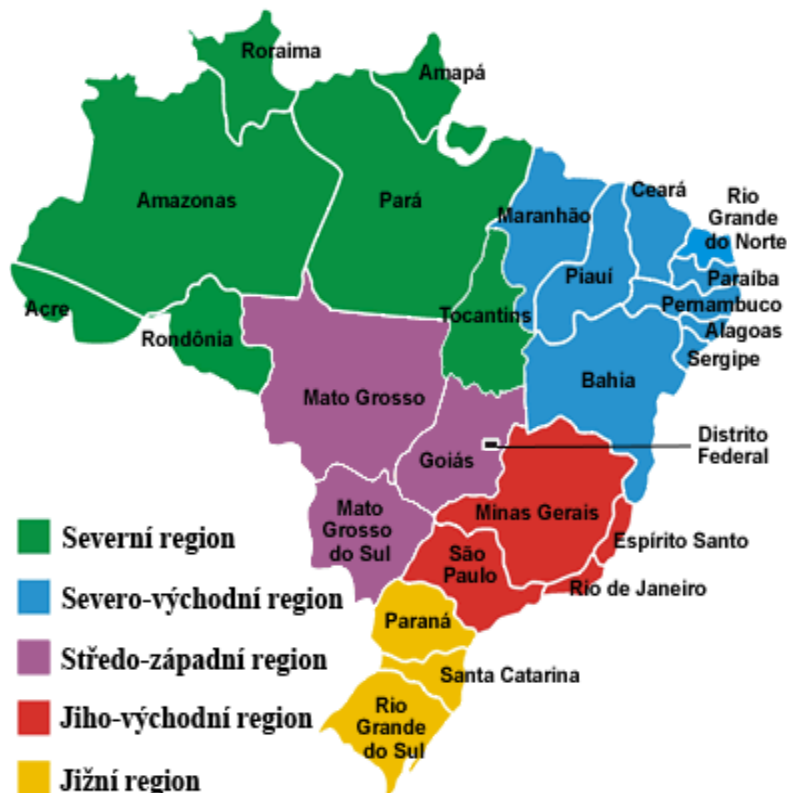 Roraima
Amapá
Amazonas
Pará
Maranhão
Ceará
Rio
Grande
do Norte
Piauí
Paraíba
Pernambuco
Acre
Rondônia
Tocantins
Alagoas
Sergipe
Bahia
Mato Grosso
Distrito
Federal
Goiás
Mato
Grosso
do Sul
Minas Gerais
Espírito Santo
São
Paulo
Rio de Janeiro
Paraná
Santa Catarina
Rio
Grande
do Sul
Severní region
Severo-východní region
Středo-západní region
Jiho-východní region
Jižní region